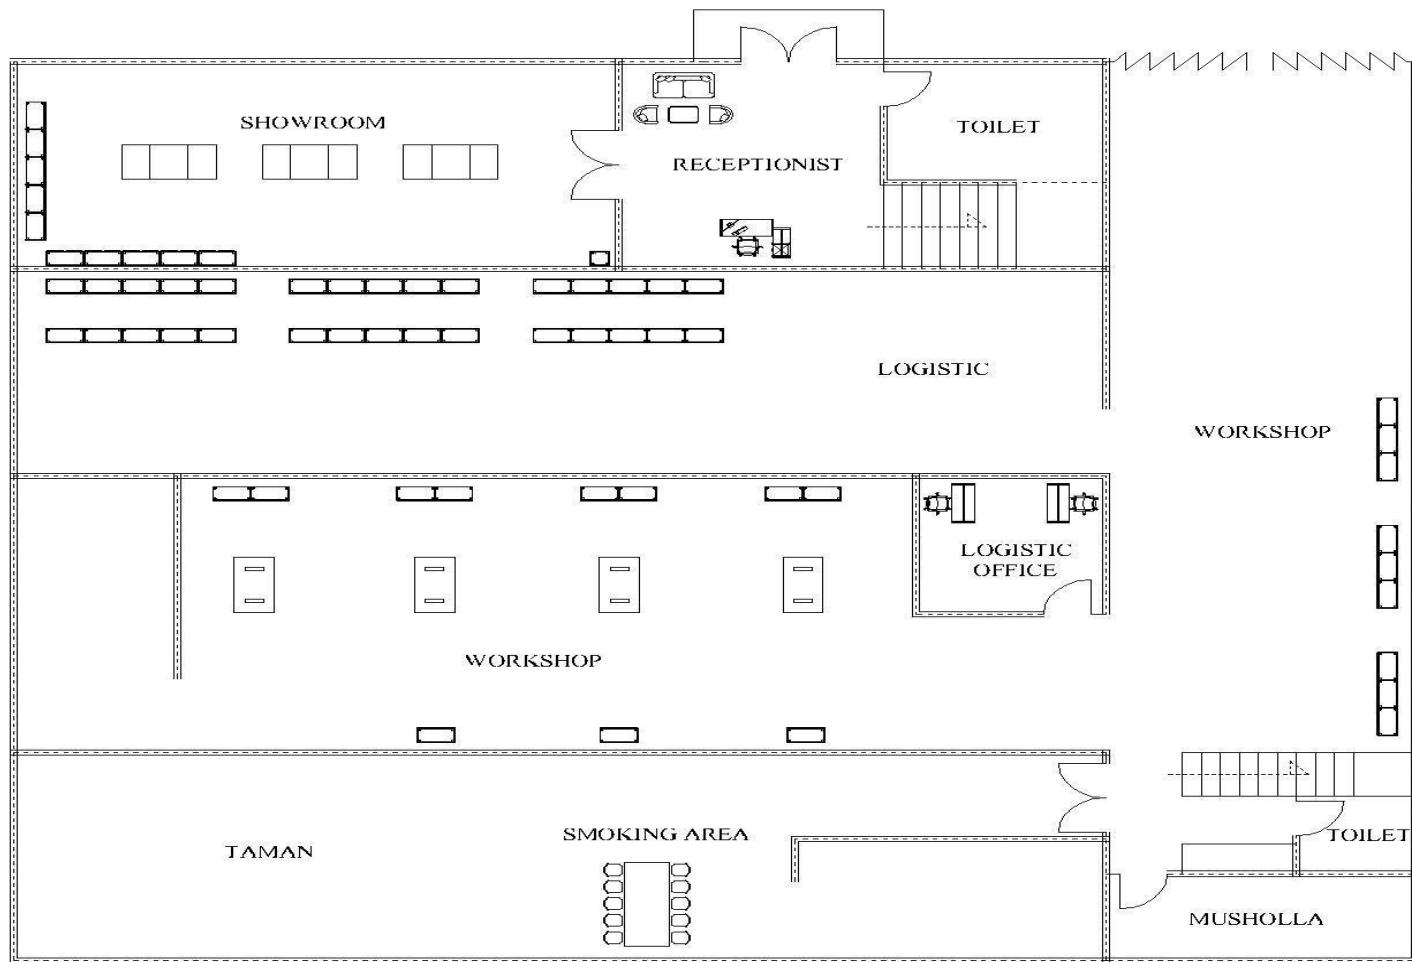 SHOWROOM
TOILET
RECEPTIONIST
LOGISTIC
WORKSHOP
LOGISTIC
OFFICE
WORKSHOP
SMOKING AREA
TOILET
TAMAN
MUSHOLLA